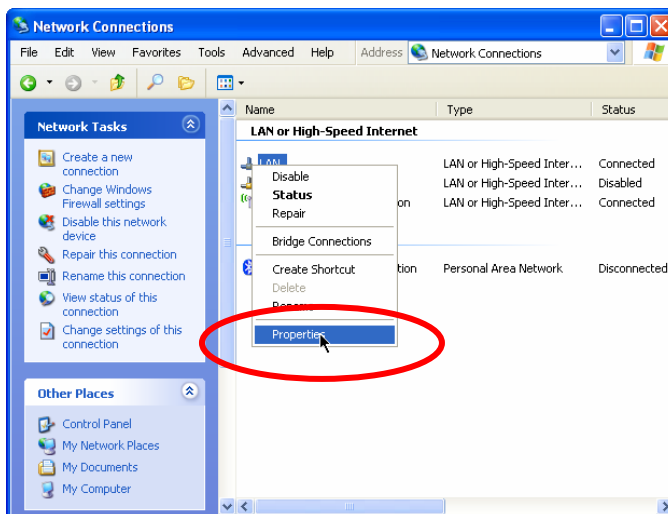 Network Connections
File Edit View Favorites Tools Advanced Help Address Network Connections
Name Type Status
Network Tasks
Create a new
connection
Change Windows
Firewall settings
Disable this network
device
Repair this connection
Rename this connection
View status of this
connection
Change settings of this
connection
Other Places
Control Panel
My Network Places
My Documents
My Computer
LAN or High-Speed Internet
LAN LAN or High-Speed Inter... Connected
LAN or High-Speed Inter... Disabled
LAN or High-Speed Inter... Connected
Personal Area Network Disconnected
Disable
Status
Repair
Bridge Connections
Create Shortcut
Delete
Rename
Properties